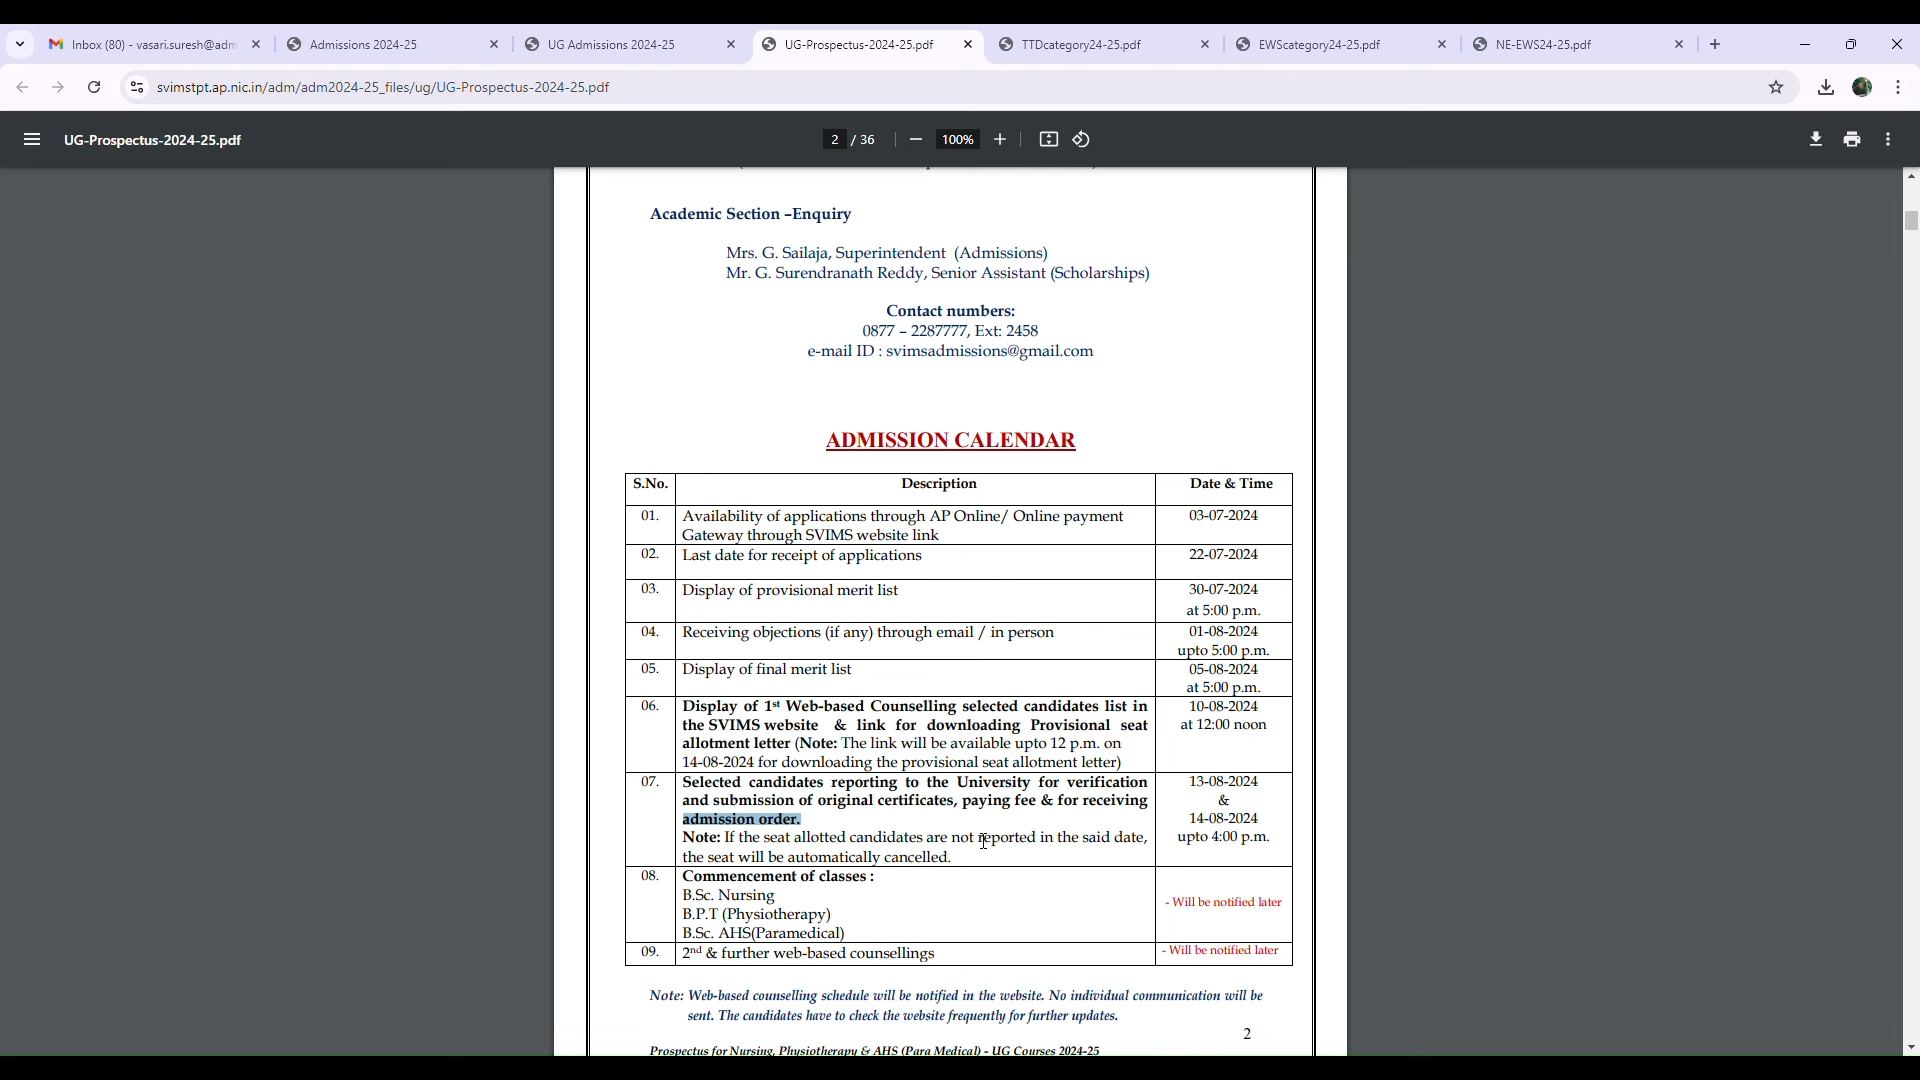 Inbox (80) - vasari.suresh@adm
Admissions 2024-25
UG Admissions 2024-25
UG-Prospectus-2024-25.pdf
TTDcategory24-25.pdf
EWScategory24-25.pdf
NE-EWS24-25.pdf
svimstpt.ap.nic.in/adm/adm2024-25_files/ug/UG-Prospectus-2024-25.pdf
UG-Prospectus-2024-25.pdf
2 / 36
100%
Academic Section –Enquiry
Mrs. G. Sailaja, Superintendent (Admissions)
Mr. G. Surendranath Reddy, Senior Assistant (Scholarships)
Contact numbers:
0877 – 2287777, Ext: 2458
e-mail ID : svimsadmissions@gmail.com
ADMISSION CALENDAR
S.No. Description Date & Time
01. Availability of applications through AP Online/ Online payment 03-07-2024
Gateway through SVIMS website link
02. Last date for receipt of applications 22-07-2024
03. Display of provisional merit list 30-07-2024
at 5:00 p.m.
04. Receiving objections (if any) through email / in person 01-08-2024
upto 5:00 p.m.
05. Display of final merit list 05-08-2024
at 5:00 p.m.
06. Display of 1st Web-based Counselling selected candidates list in 10-08-2024
the SVIMS website & link for downloading Provisional seat at 12:00 noon
allotment letter (Note: The link will be available upto 12 p.m. on
14-08-2024 for downloading the provisional seat allotment letter)
07. Selected candidates reporting to the University for verification 13-08-2024
and submission of original certificates, paying fee & for receiving &
admission order. 14-08-2024
Note: If the seat allotted candidates are not reported in the said date, upto 4:00 p.m.
the seat will be automatically cancelled.
08. Commencement of classes :
B.Sc. Nursing - Will be notified later
B.P.T (Physiotherapy)
B.Sc. AHS(Paramedical)
09. 2nd & further web-based counsellings - Will be notified later
Note: Web-based counselling schedule will be notified in the website. No individual communication will be
sent. The candidates have to check the website frequently for further updates.
2
Prospectus for Nursing, Physiotherapy & AHS (Para Medical) - UG Courses 2024-25